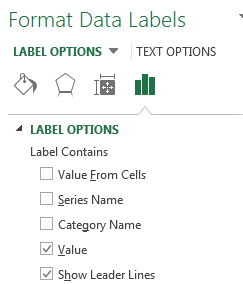 Format Data Labels
LABEL OPTIONS TEXT OPTIONS
LABEL OPTIONS
Label Contains
Value From Cells
Series Name
Category Name
Value
Show Leader Lines